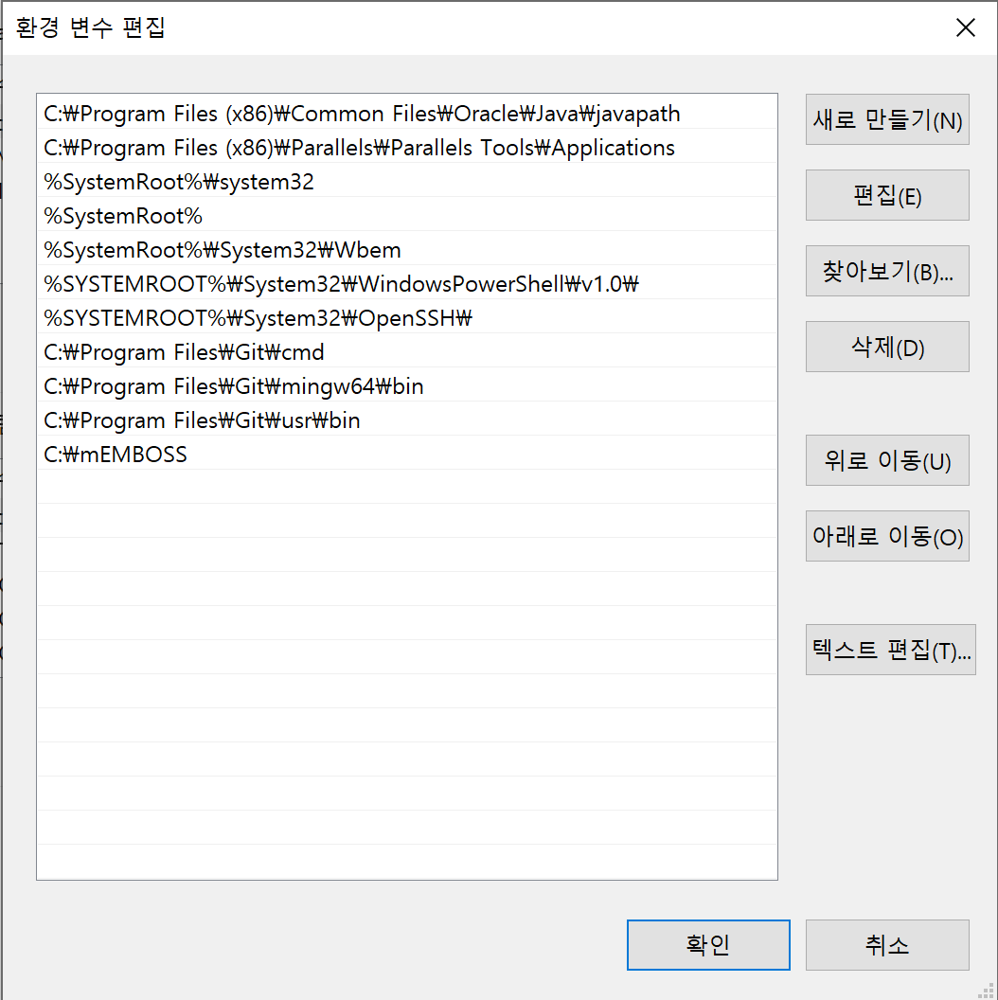 환경 변수 편집
C:₩Program Files (x86)₩Common Files₩Oracle₩Java₩javapath
C:₩Program Files (x86)₩Parallels₩Parallels Tools₩Applications
%SystemRoot%₩system32
%SystemRoot%
%SystemRoot%₩System32₩Wbem
%SYSTEMROOT%₩System32₩WindowsPowerShell₩v1.0₩
%SYSTEMROOT%₩System32₩OpenSSH₩
C:₩Program Files₩Git₩cmd
C:₩Program Files₩Git₩mingw64₩bin
C:₩Program Files₩Git₩usr₩bin
C:₩mEMBOSS
새로 만들기(N)
편집(E)
찾아보기(B)...
삭제(D)
위로 이동(U)
아래로 이동(O)
텍스트 편집(T)...
확인
취소